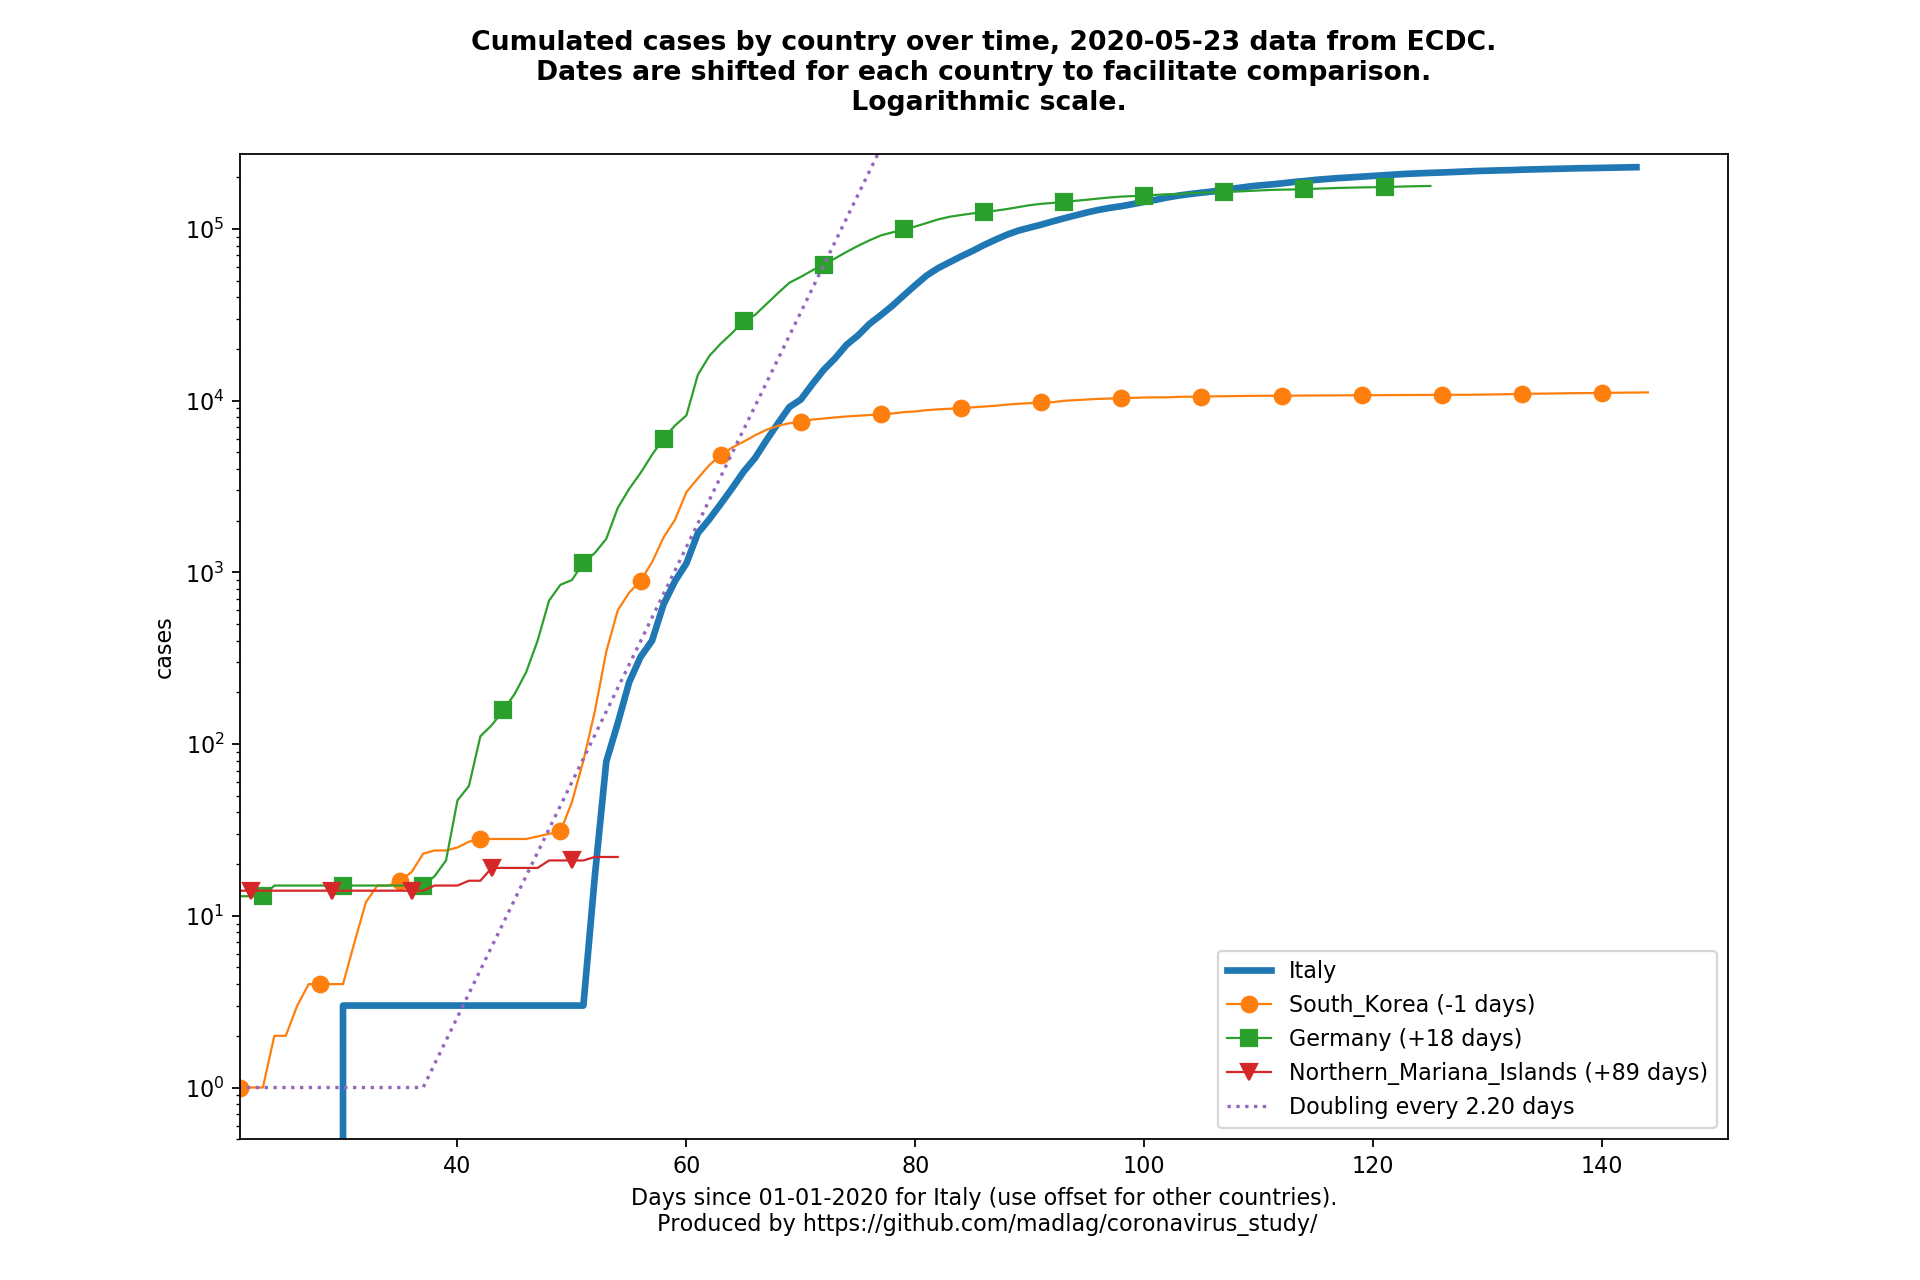 Cumulated cases by country over time, 2020-05-23 data from ECDC.
Dates are shifted for each country to facilitate comparison.
Logarithmic scale.
10^5
10^4
10^3
10^2
10^1
10^0
cases
40
60
80
100
120
140
Italy
South_Korea (-1 days)
Germany (+18 days)
Northern_Mariana_Islands (+89 days)
Doubling every 2.20 days
Days since 01-01-2020 for Italy (use offset for other countries).
Produced by https://github.com/madlag/coronavirus_study/